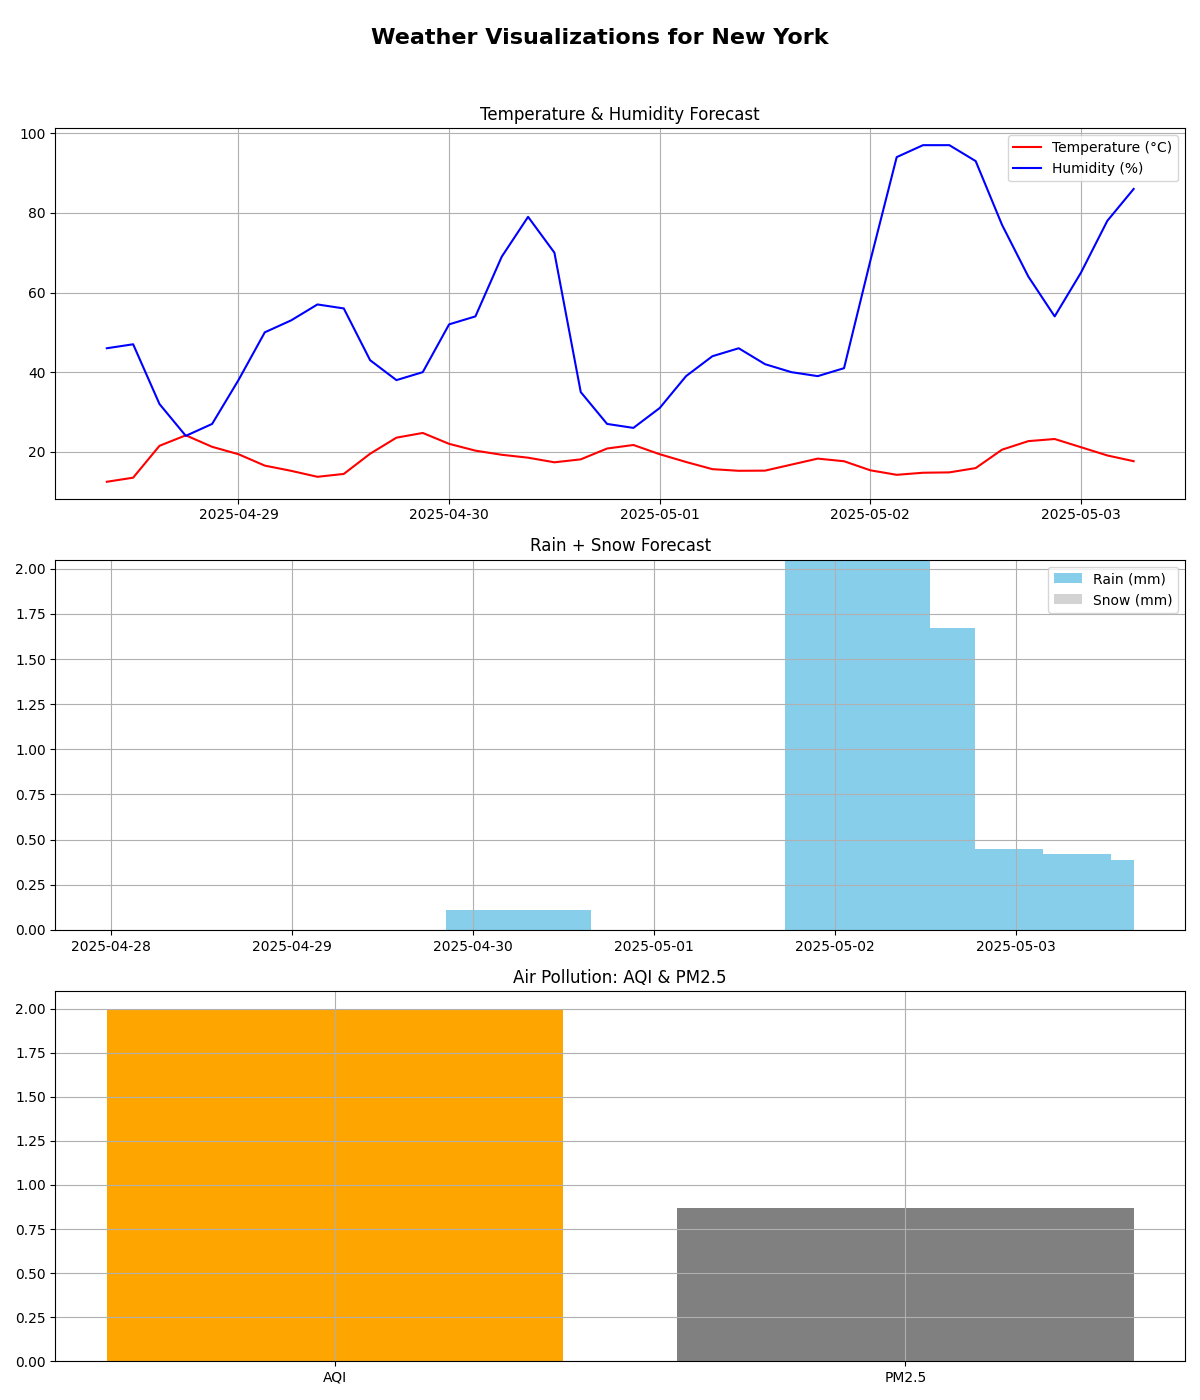 Weather Visualizations for New York
Temperature & Humidity Forecast
100
80
60
40
20
Temperature (°C)
Humidity (%)
2025-04-29 2025-04-30 2025-05-01 2025-05-02 2025-05-03
Rain + Snow Forecast
2.00
1.75
1.50
1.25
1.00
0.75
0.50
0.25
0.00
Rain (mm)
Snow (mm)
2025-04-28 2025-04-29 2025-04-30 2025-05-01 2025-05-02 2025-05-03
Air Pollution: AQI & PM2.5
2.00
1.75
1.50
1.25
1.00
0.75
0.50
0.25
0.00
AQI PM2.5